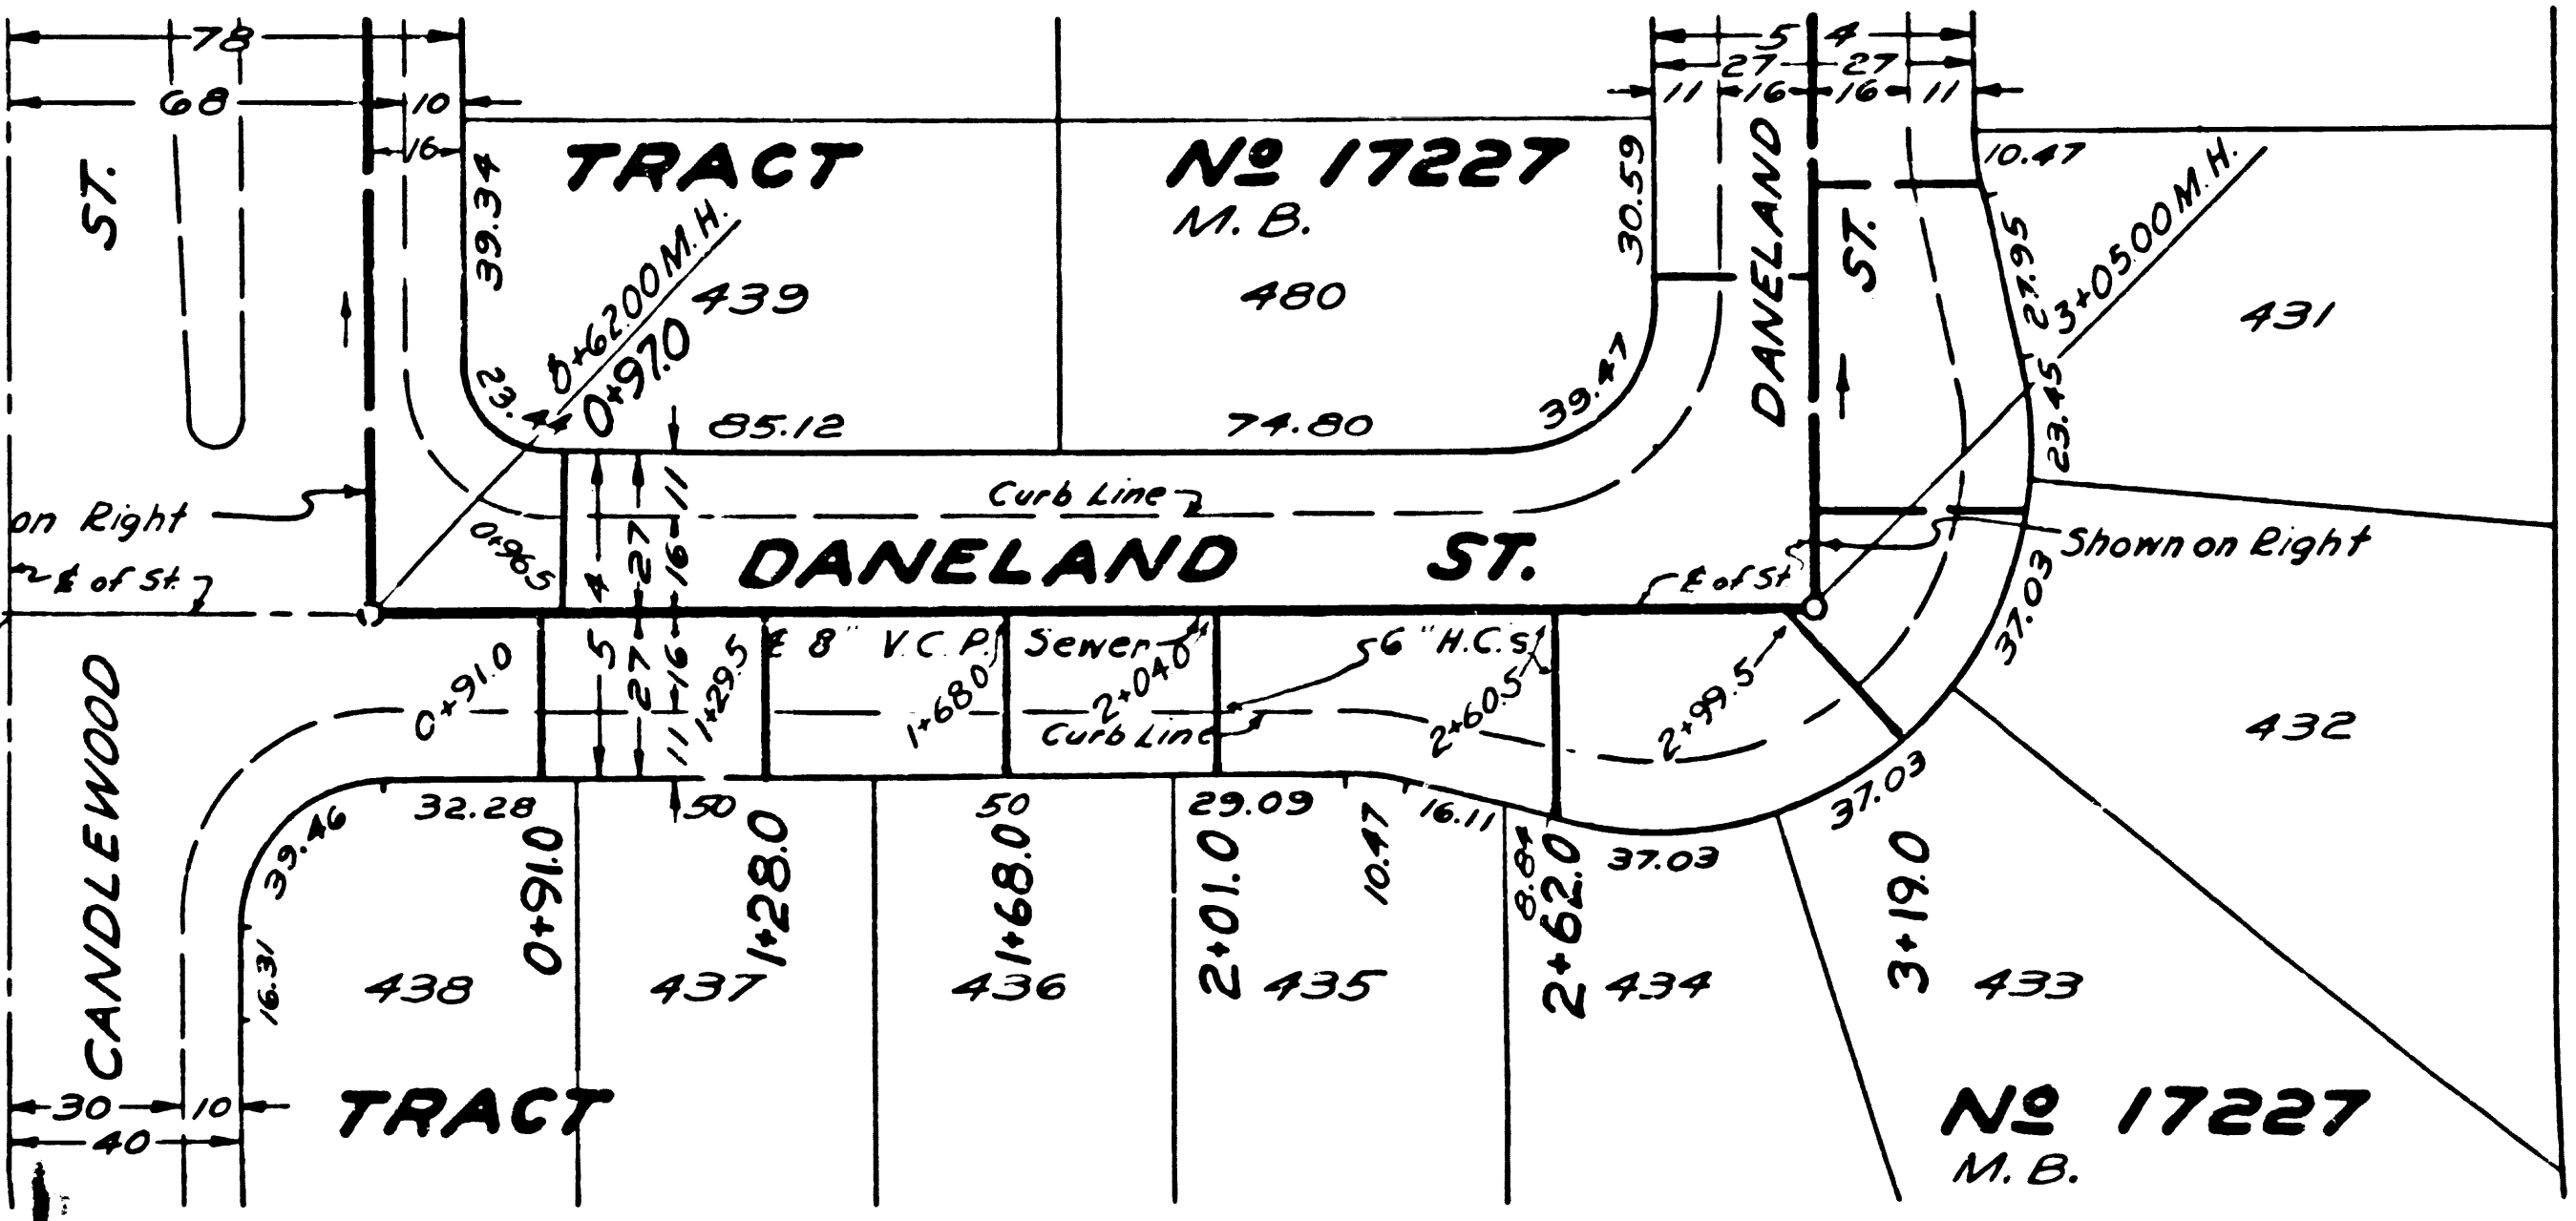 78
68
10
16
ST.
39.34
TRACT
Nº 17227
M. B.
0+62.00 M.H.
0+97.0
439
480
23.44
85.12
74.80
39.47
30.59
5 4
27 27
11 16 16 11
DANELAND
ST.
10.47
27.95
3+05.00 M.H.
23.45
431
on Right
℄ of St.
0+96.5
Curb Line
54
27 27
11 16 16 11
DANELAND ST.
℄ of St.
Shown on Right
37.03
0+91.0
1+29.5
℄ 8" V.C.P. Sewer
1+68.0
2+04.0
6" H.C.s
2+60.5
2+99.5
Curb Line
CANDLEWOOD
39.46
32.28
50
50
29.09
10.47
16.11
8.84
37.03
37.03
432
0+91.0
1+28.0
1+68.0
2+01.0
2+62.0
3+19.0
16.31
438
437
436
435
434
433
30
10
40
TRACT
Nº 17227
M. B.